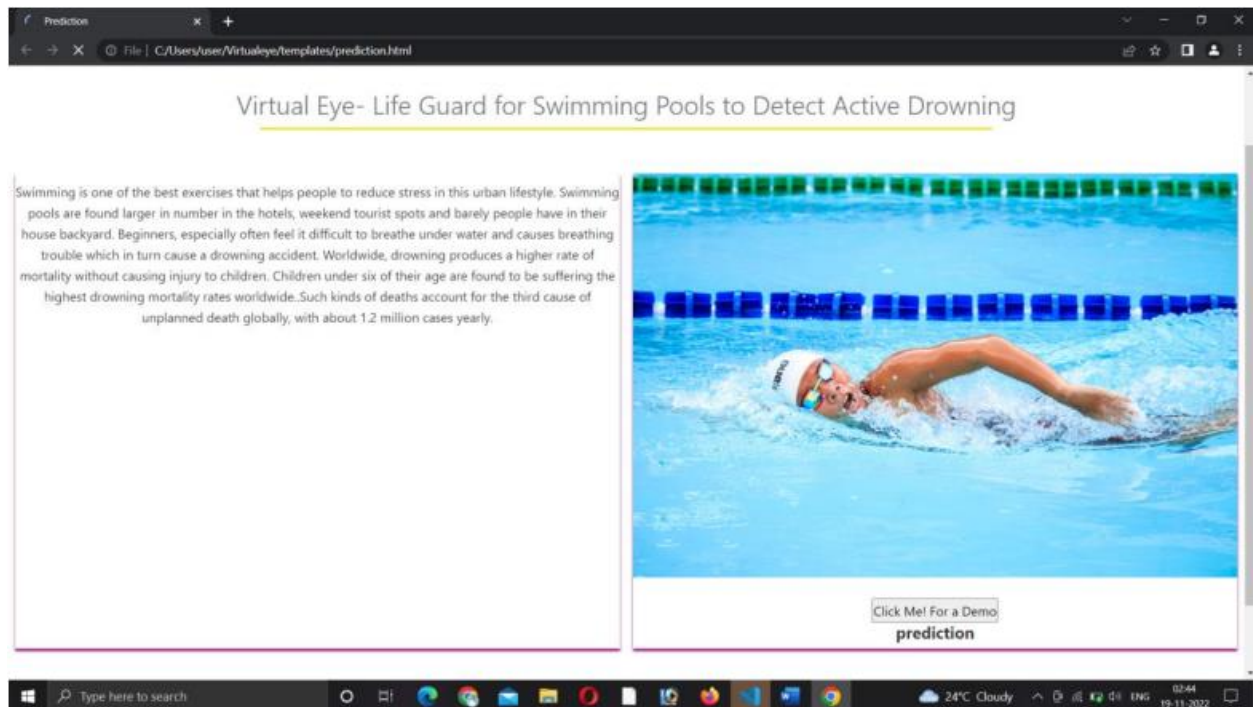 Prediction
File | C:/Users/user/Virtualeye/templates/prediction.html
Virtual Eye- Life Guard for Swimming Pools to Detect Active Drowning
Swimming is one of the best exercises that helps people to reduce stress in this urban lifestyle. Swimming
pools are found larger in number in the hotels, weekend tourist spots and barely people have in their
house backyard. Beginners, especially often feel it difficult to breathe under water and causes breathing
trouble which in turn cause a drowning accident. Worldwide, drowning produces a higher rate of
mortality without causing injury to children. Children under six of their age are found to be suffering the
highest drowning mortality rates worldwide..Such kinds of deaths account for the third cause of
unplanned death globally, with about 1.2 million cases yearly.
Click Me! For a Demo
prediction
Type here to search
24°C Cloudy
ENG
02:44
19-11-2022